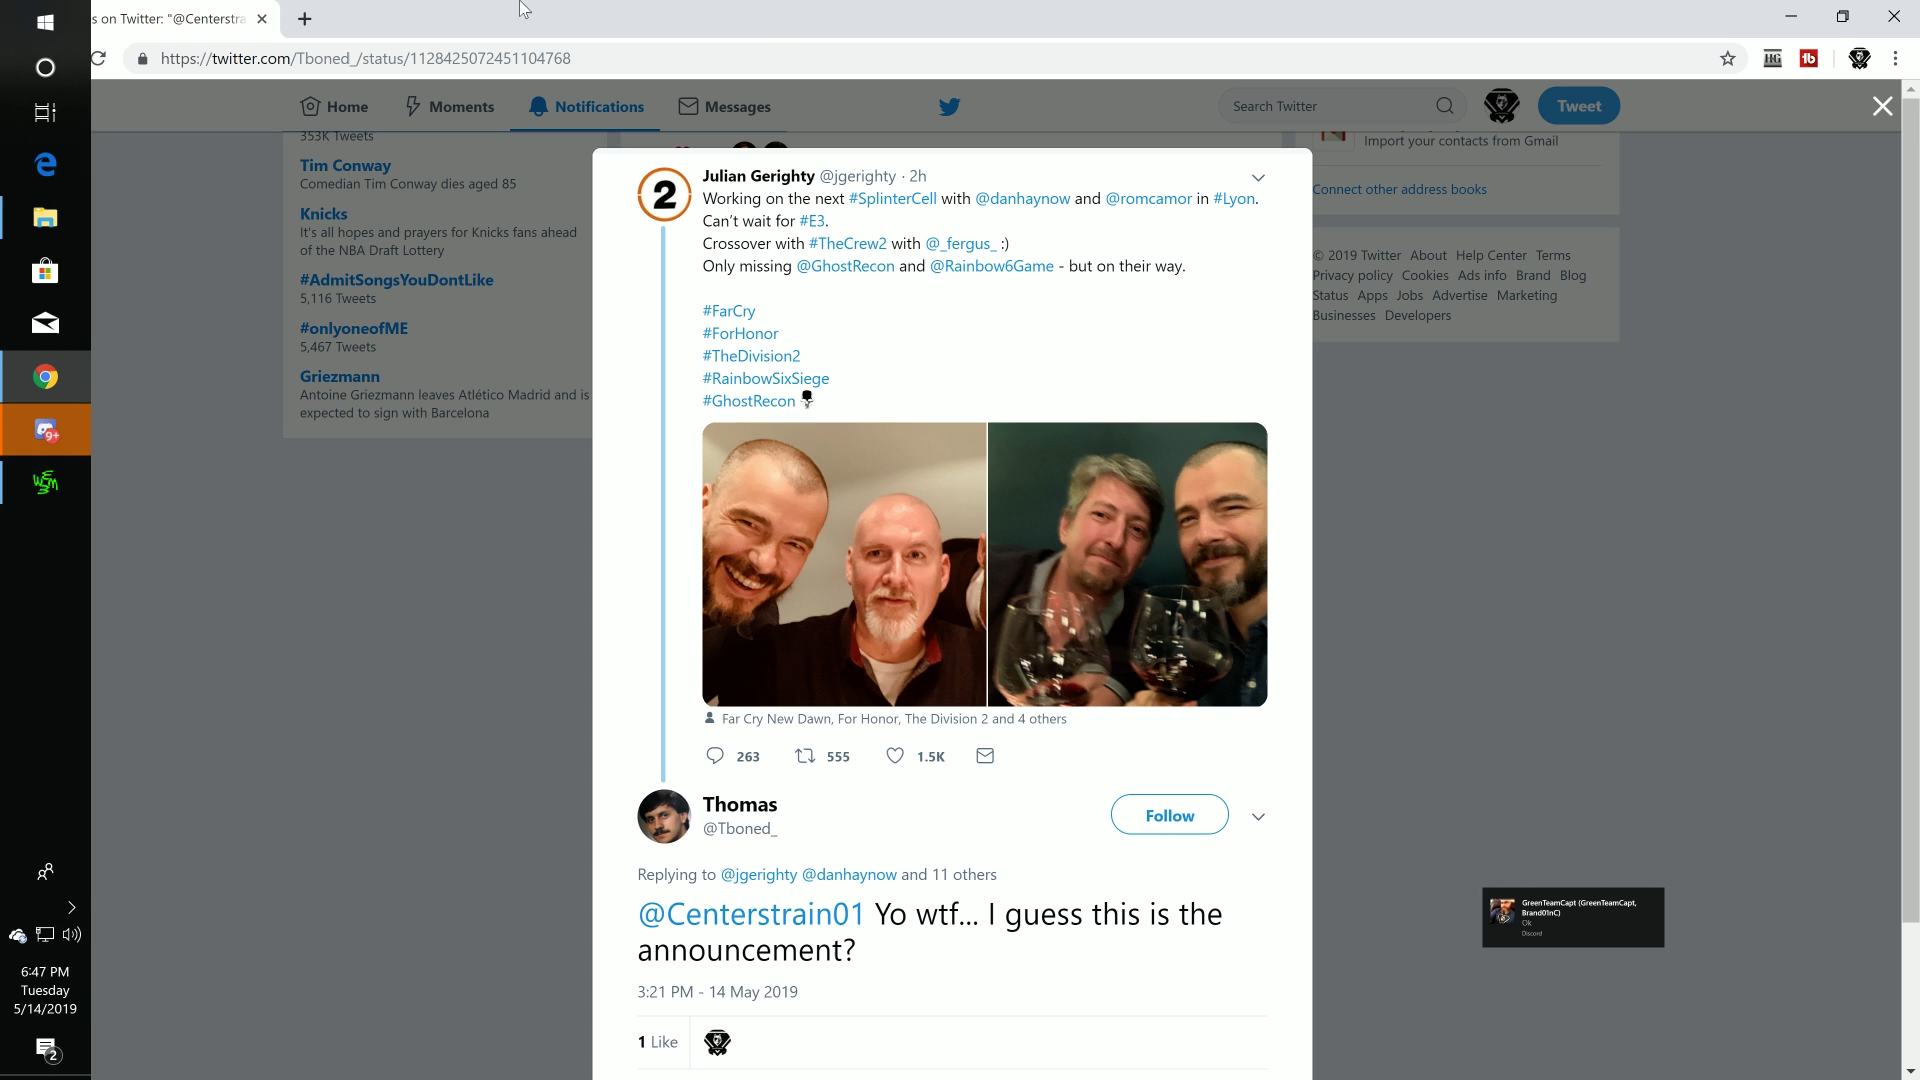 s on Twitter: "@Centerstra
https://twitter.com/Tboned_/status/1128425072451104768
Home
Moments
Notifications
Messages
Search Twitter
Tweet
353K Tweets
Tim Conway
Comedian Tim Conway dies aged 85
Knicks
It's all hopes and prayers for Knicks fans ahead
of the NBA Draft Lottery
#AdmitSongsYouDontLike
5,116 Tweets
#onlyoneofME
5,467 Tweets
Griezmann
Antoine Griezmann leaves Atlético Madrid and is
expected to sign with Barcelona
2
Julian Gerighty @jgerighty · 2h
Working on the next #SplinterCell with @danhaynow and @romcamor in #Lyon.
Can't wait for #E3.
Crossover with #TheCrew2 with @_fergus_ :)
Only missing @GhostRecon and @Rainbow6Game - but on their way.
#FarCry
#ForHonor
#TheDivision2
#RainbowSixSiege
#GhostRecon
Far Cry New Dawn, For Honor, The Division 2 and 4 others
263 555 1.5K
Thomas
@Tboned_
Follow
Replying to @jgerighty @danhaynow and 11 others
@Centerstrain01 Yo wtf... I guess this is the
announcement?
3:21 PM - 14 May 2019
1 Like
Import your contacts from Gmail
Connect other address books
© 2019 Twitter About Help Center Terms
Privacy policy Cookies Ads info Brand Blog
Status Apps Jobs Advertise Marketing
Businesses Developers
GreenTeamCapt (GreenTeamCapt,
Brand01nC)
Ok
Discord
9+
6:47 PM
Tuesday
5/14/2019
2